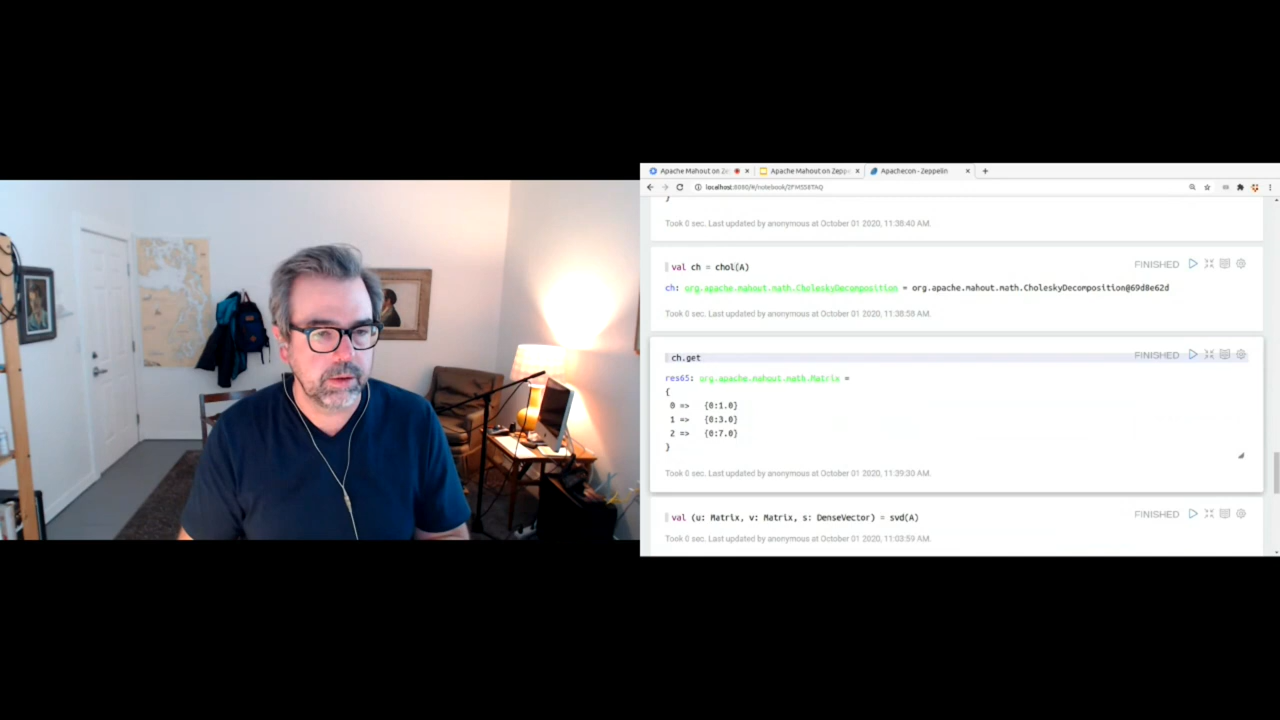 Apache Mahout on Ze
Apache Mahout on Zepp
Apachecon - Zeppelin
}
Took 0 sec. Last updated by anonymous at October 01 2020, 11:38:40 AM.
val ch = chol(A)
FINISHED
ch: org.apache.mahout.math.CholeskyDecomposition = org.apache.mahout.math.CholeskyDecomposition@69d8e62d
Took 0 sec. Last updated by anonymous at October 01 2020, 11:38:58 AM.
ch.get
FINISHED
res65: org.apache.mahout.math.Matrix =
{
0 => {0:1.0}
1 => {0:3.0}
2 => {0:7.0}
}
Took 0 sec. Last updated by anonymous at October 01 2020, 11:39:30 AM.
val (u: Matrix, v: Matrix, s: DenseVector) = svd(A)
FINISHED
Took 0 sec. Last updated by anonymous at October 01 2020, 11:03:59 AM.